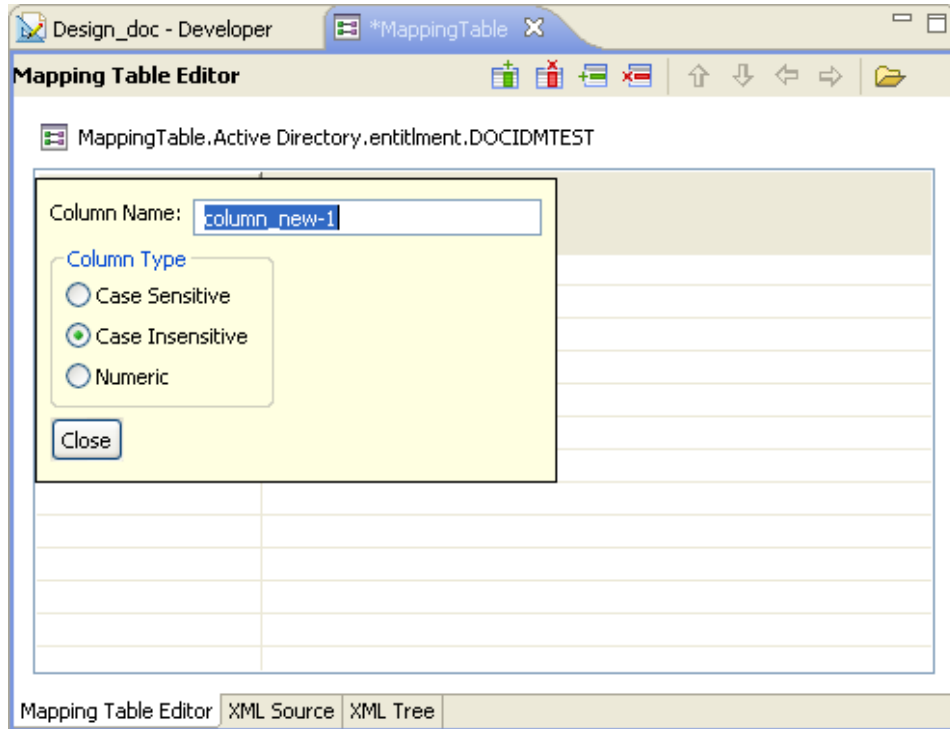 Design_doc - Developer
*MappingTable
Mapping Table Editor
MappingTable.Active Directory.entitlment.DOCIDMTEST
Column Name: column_new-1
Column Type
Case Sensitive
Case Insensitive
Numeric
Close
Mapping Table Editor XML Source XML Tree